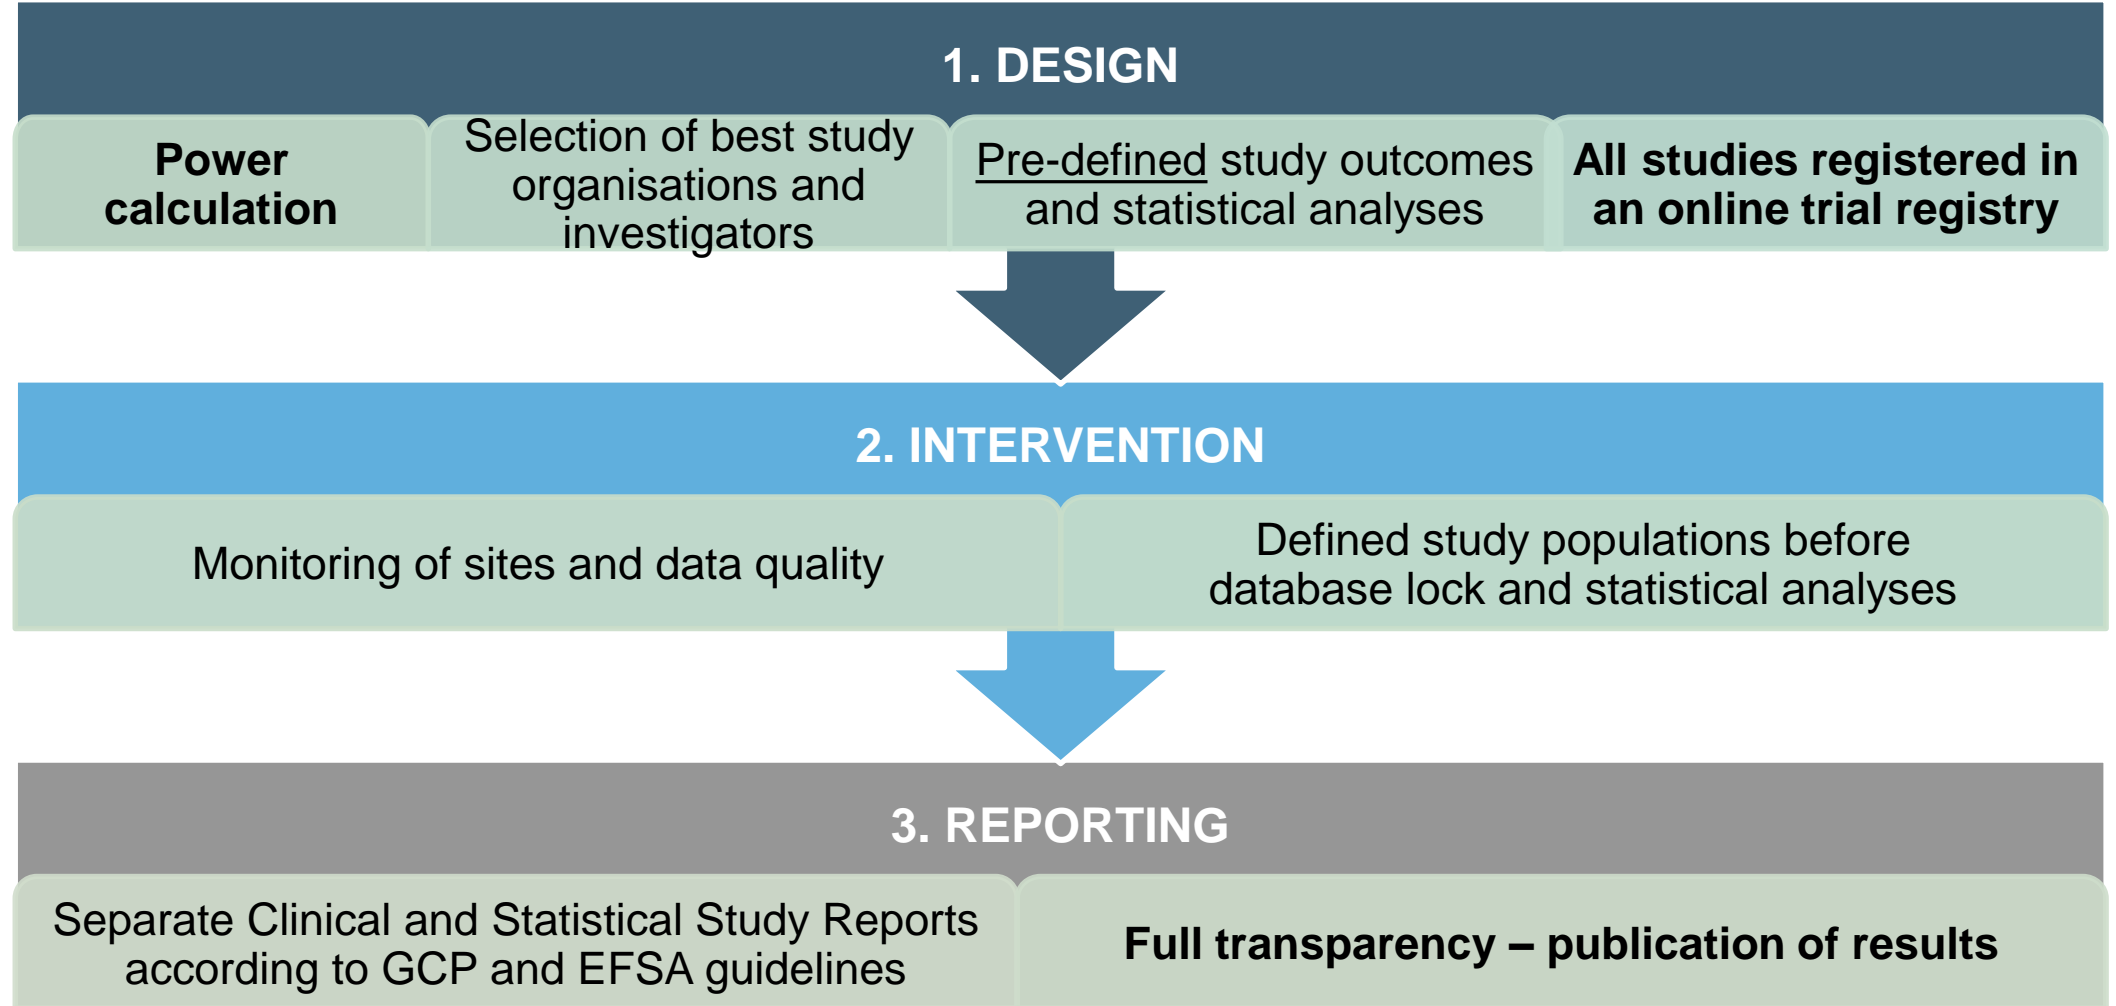 1. DESIGN
Power
calculation
Selection of best study
organisations and
investigators
Pre-defined study outcomes
and statistical analyses
All studies registered in
an online trial registry
2. INTERVENTION
Monitoring of sites and data quality
Defined study populations before
database lock and statistical analyses
3. REPORTING
Separate Clinical and Statistical Study Reports
according to GCP and EFSA guidelines
Full transparency – publication of results